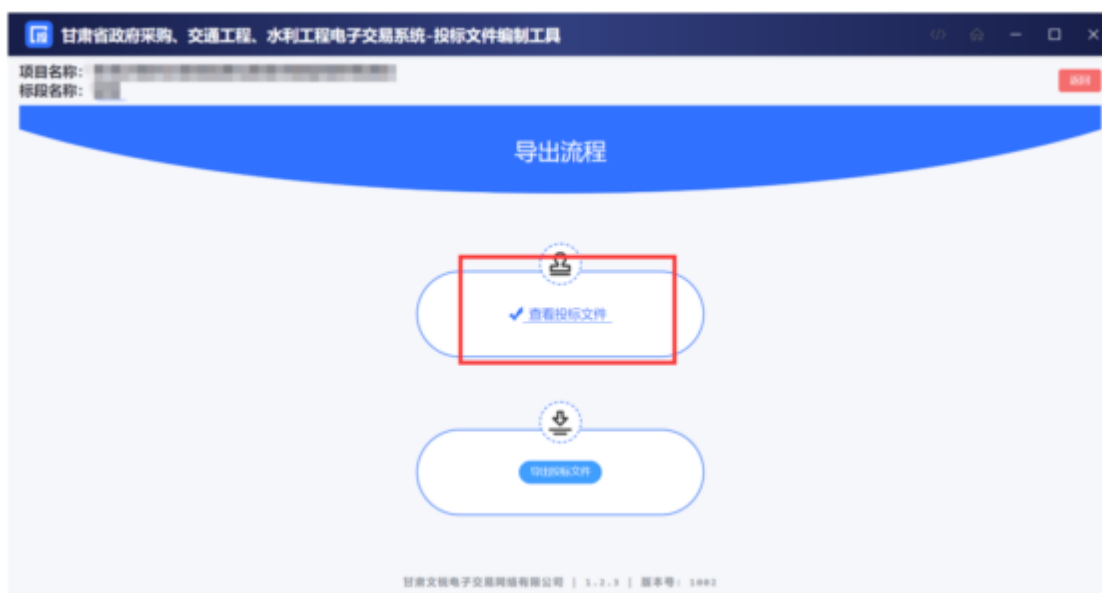 甘肃省政府采购、交通工程、水利工程电子交易系统-投标文件编制工具
项目名称:
标段名称:
返回
导出流程
查看投标文件
导出投标文件
甘肃文锐电子交易网络有限公司 | 1.2.3 | 版本号: 1002